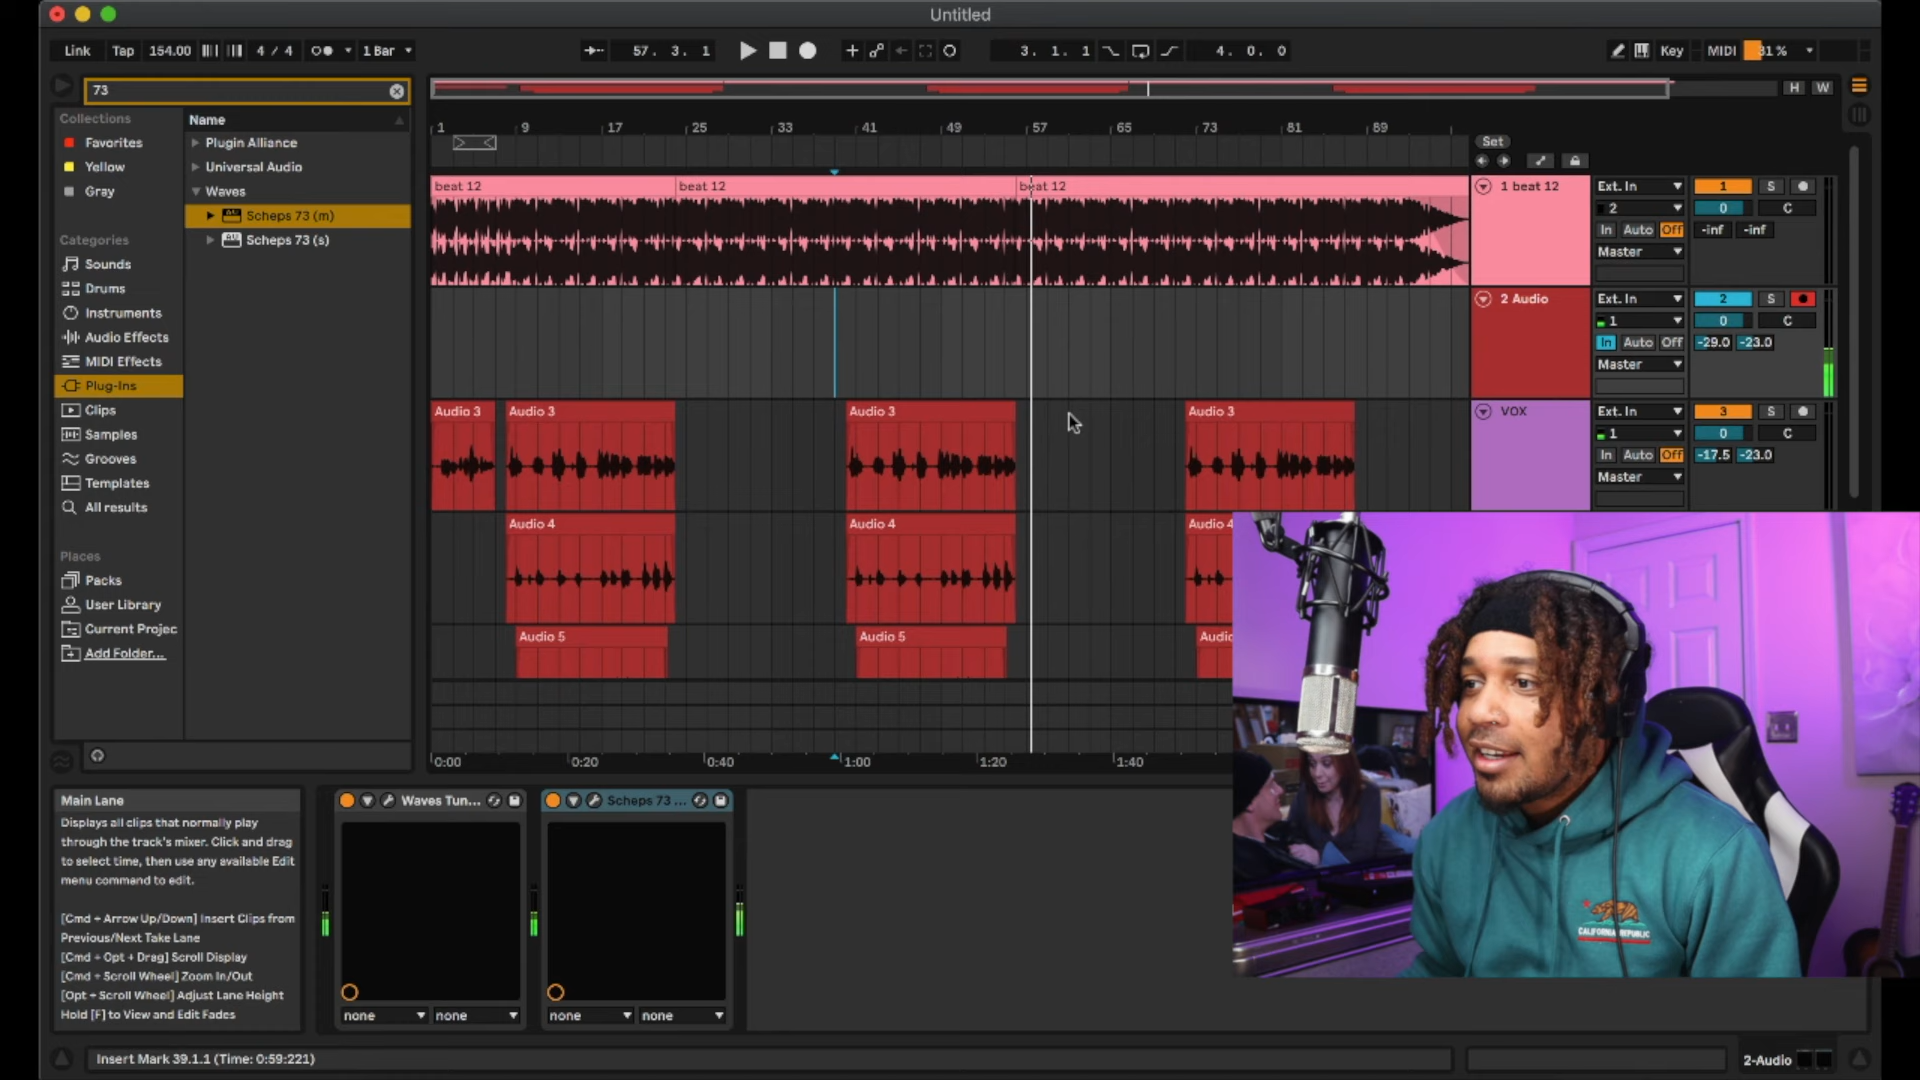 Untitled
Link Tap 154.00 4 / 4 1 Bar 57. 3. 1 3. 1. 1 4. 0. 0 Key MIDI 31 %
73
H W
Collections
Favorites
Yellow
Gray
Categories
Sounds
Drums
Instruments
Audio Effects
MIDI Effects
Plug-Ins
Clips
Samples
Grooves
Templates
All results
Places
Packs
User Library
Current Projec
Add Folder...
Name
Plugin Alliance
Universal Audio
Waves
Scheps 73 (m)
Scheps 73 (s)
1 9 17 25 33 41 49 57 65 73 81 89
Set
beat 12 beat 12 beat 12
1 beat 12 Ext. In 1 S
2 0 C
In Auto Off -inf -inf
Master
2 Audio Ext. In 2 S
1 0 C
In Auto Off -29.0 -23.0
Master
Audio 3 Audio 3 Audio 3 Audio 3
VOX Ext. In 3 S
1 0 C
In Auto Off -17.5 -23.0
Master
Audio 4 Audio 4 Audio 4
Audio 5 Audio 5 Audio
0:00 0:20 0:40 1:00 1:20 1:40
Main Lane
Displays all clips that normally play
through the track's mixer. Click and drag
to select time, then use any available Edit
menu command to edit.
[Cmd + Arrow Up/Down] Insert Clips from
Previous/Next Take Lane
[Cmd + Opt + Drag] Scroll Display
[Cmd + Scroll Wheel] Zoom In/Out
[Opt + Scroll Wheel] Adjust Lane Height
Hold [F] to View and Edit Fades
Waves Tun... Scheps 73 ...
none none none none
CALIFORNIA REPUBLIC
Insert Mark 39.1.1 (Time: 0:59:221)
2-Audio